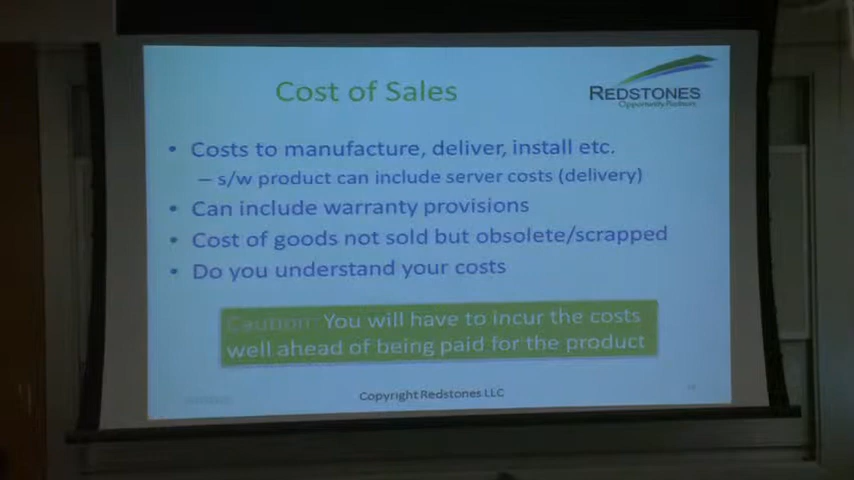 Cost of Sales
REDSTONES
Opportunity Partners
• Costs to manufacture, deliver, install etc.
– s/w product can include server costs (delivery)
• Can include warranty provisions
• Cost of goods not sold but obsolete/scrapped
• Do you understand your costs
Caution: You will have to incur the costs
well ahead of being paid for the product
Copyright Redstones LLC